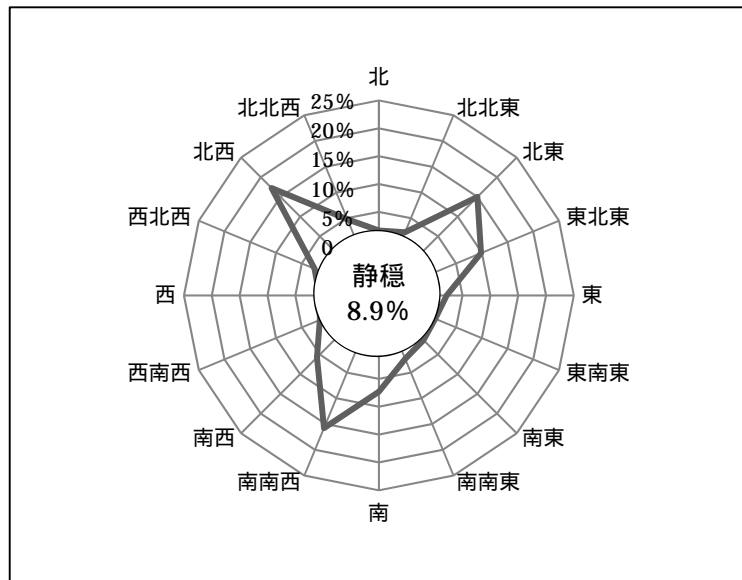 北
北北西
25%
北北東
20%
北西
北東
15%
10%
西北西
5%
東北東
0
静穏
8.9%
西
東
西南西
東南東
南西
南東
南南西
南南東
南